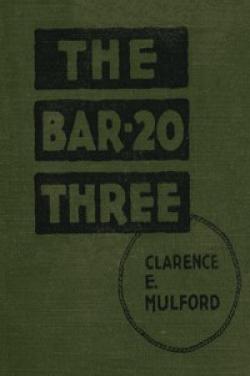 THE
BAR-20
THREE
CLARENCE
E.
MULFORD